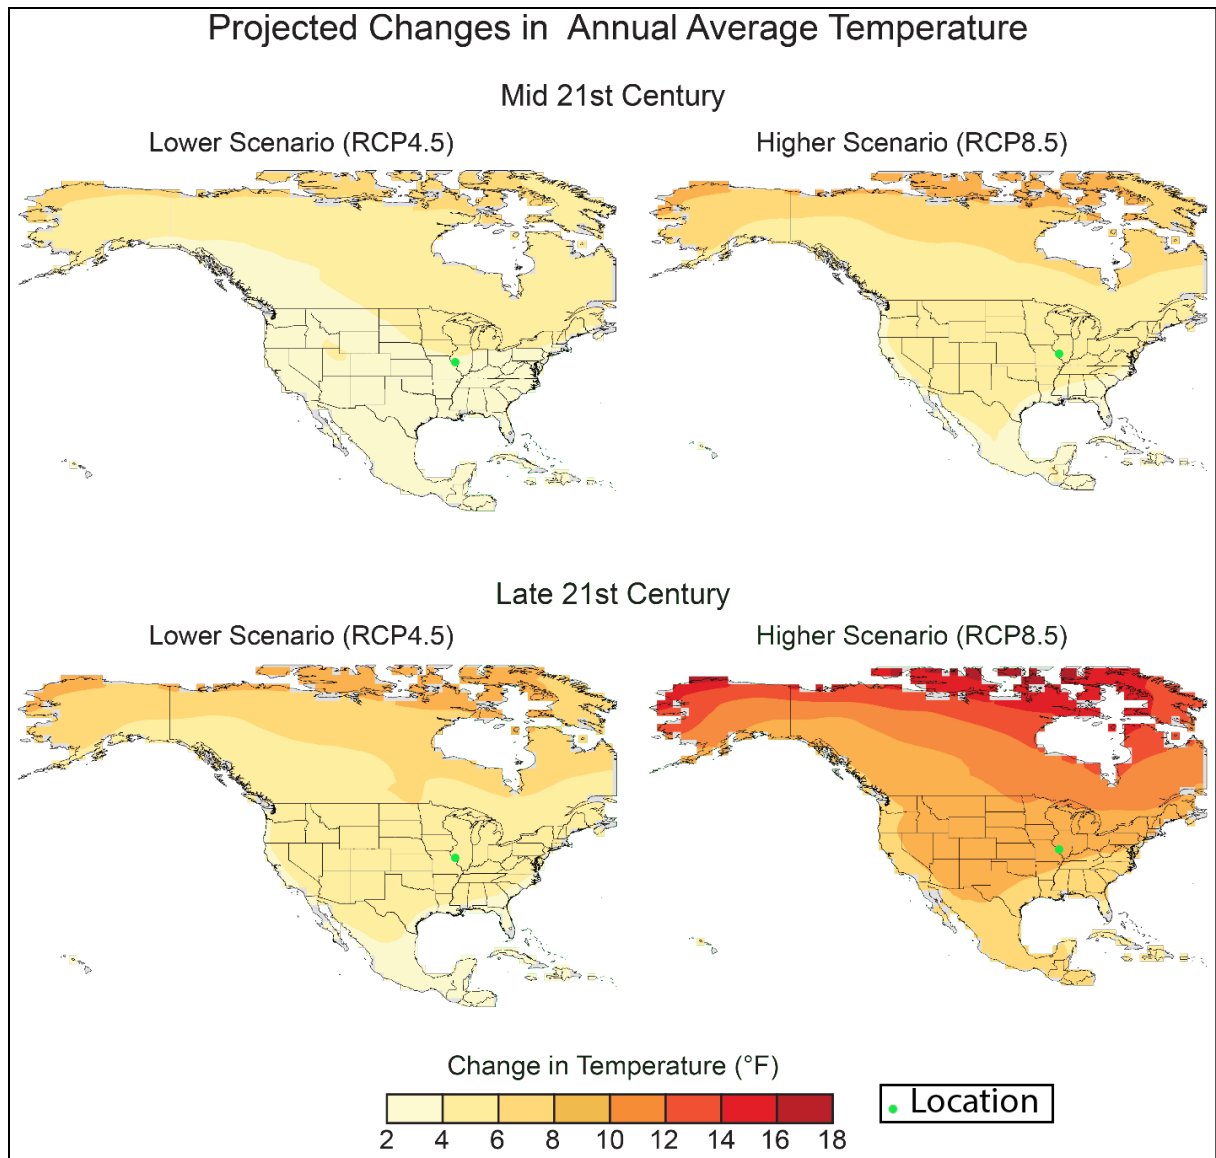 Projected Changes in Annual Average Temperature
Mid 21st Century
Lower Scenario (RCP4.5)
Higher Scenario (RCP8.5)
Late 21st Century
Lower Scenario (RCP4.5)
Higher Scenario (RCP8.5)
Change in Temperature (°F)
2 4 6 8 10 12 14 16 18
Location